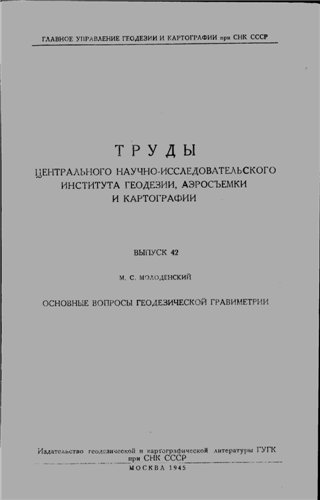 ГЛАВНОЕ УПРАВЛЕНИЕ ГЕОДЕЗИИ И КАРТОГРАФИИ при СНК СССР
ТРУДЫ
ЦЕНТРАЛЬНОГО НАУЧНО-ИССЛЕДОВАТЕЛЬСКОГО
ИНСТИТУТА ГЕОДЕЗИИ, АЭРОСЪЕМКИ
И КАРТОГРАФИИ
ВЫПУСК 42
М. С. МОЛОДЕНСКИЙ
ОСНОВНЫЕ ВОПРОСЫ ГЕОДЕЗИЧЕСКОЙ ГРАВИМЕТРИИ
Издательство геодезической и картографической литературы ГУГК
при СНК СССР
МОСКВА 1945